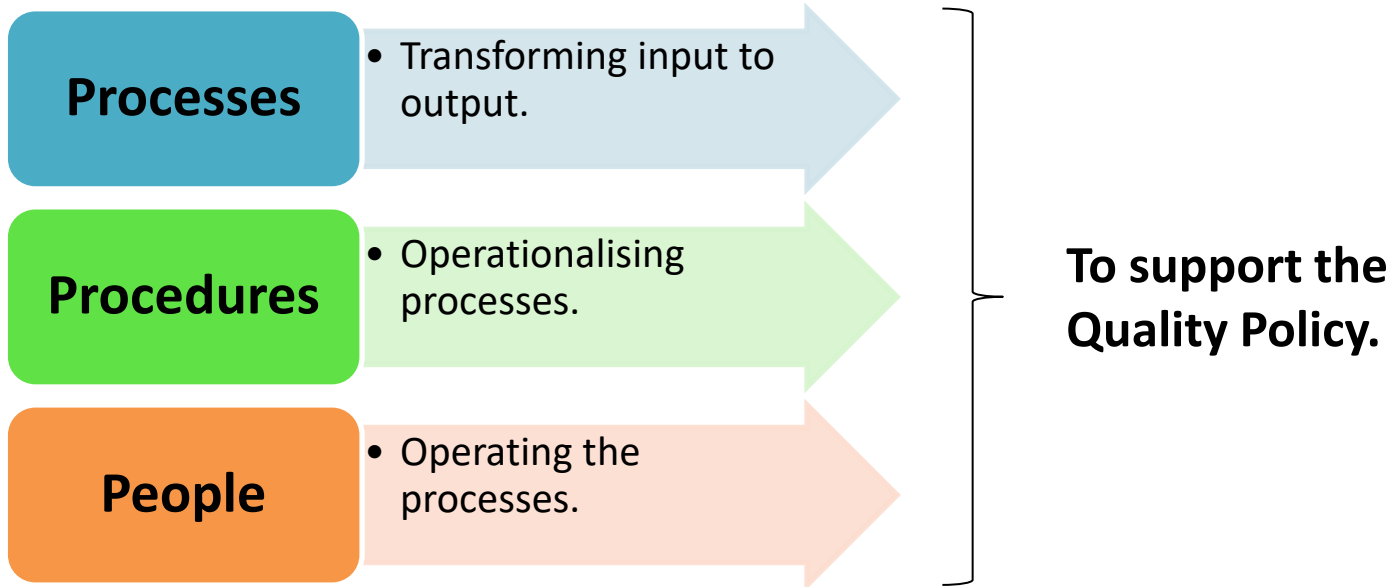 Processes
• Transforming input to
output.
Procedures
• Operationalising
processes.
People
• Operating the
processes.
To support the
Quality Policy.